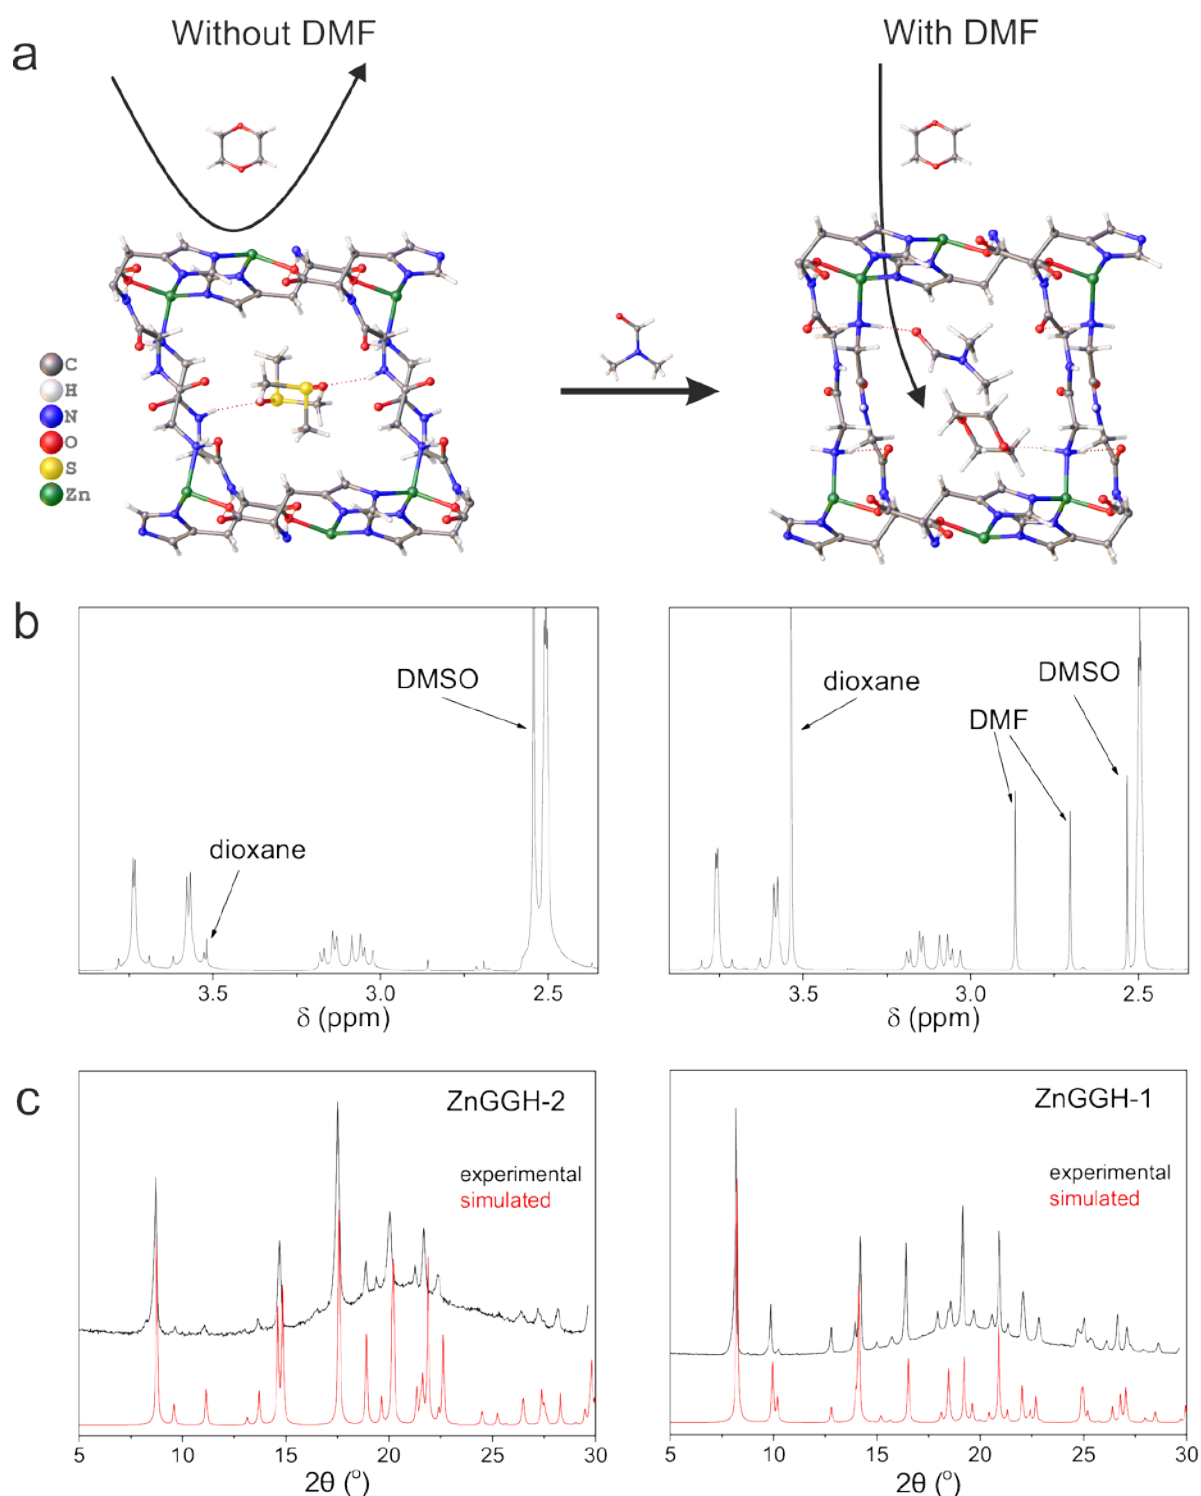 a
Without DMF
With DMF
C
H
N
O
S
Zn
b
DMSO
dioxane
3.5
3.0
2.5
δ (ppm)
dioxane
DMF
DMSO
3.5
3.0
2.5
δ (ppm)
c
ZnGGH-2
experimental
simulated
5
10
15
20
25
30
2θ (°)
ZnGGH-1
experimental
simulated
5
10
15
20
25
30
2θ (°)